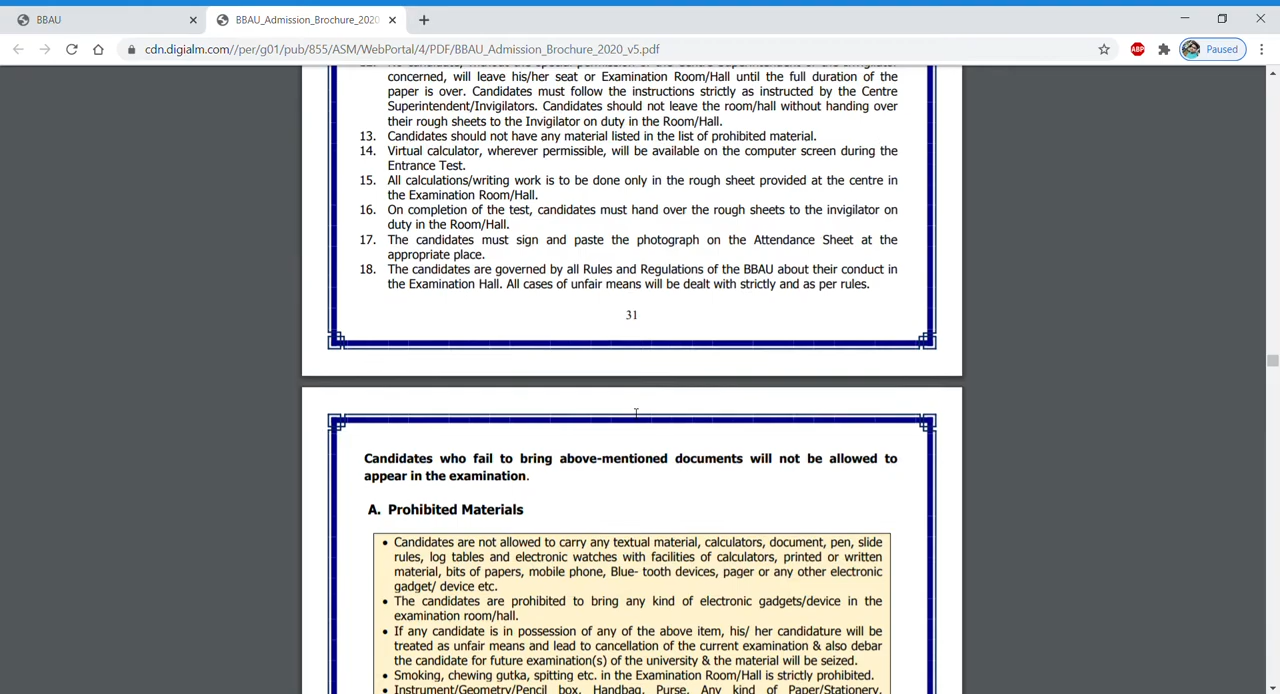 BBAU
BBAU_Admission_Brochure_2020
cdn.digialm.com//per/g01/pub/855/ASM/WebPortal/4/PDF/BBAU_Admission_Brochure_2020_v5.pdf
ABP
Paused
concerned, will leave his/her seat or Examination Room/Hall until the full duration of the
paper is over. Candidates must follow the instructions strictly as instructed by the Centre
Superintendent/Invigilators. Candidates should not leave the room/hall without handing over
their rough sheets to the Invigilator on duty in the Room/Hall.
13. Candidates should not have any material listed in the list of prohibited material.
14. Virtual calculator, wherever permissible, will be available on the computer screen during the
Entrance Test.
15. All calculations/writing work is to be done only in the rough sheet provided at the centre in
the Examination Room/Hall.
16. On completion of the test, candidates must hand over the rough sheets to the invigilator on
duty in the Room/Hall.
17. The candidates must sign and paste the photograph on the Attendance Sheet at the
appropriate place.
18. The candidates are governed by all Rules and Regulations of the BBAU about their conduct in
the Examination Hall. All cases of unfair means will be dealt with strictly and as per rules.
31
Candidates who fail to bring above-mentioned documents will not be allowed to
appear in the examination.
A. Prohibited Materials
• Candidates are not allowed to carry any textual material, calculators, document, pen, slide
rules, log tables and electronic watches with facilities of calculators, printed or written
material, bits of papers, mobile phone, Blue- tooth devices, pager or any other electronic
gadget/ device etc.
• The candidates are prohibited to bring any kind of electronic gadgets/device in the
examination room/hall.
• If any candidate is in possession of any of the above item, his/ her candidature will be
treated as unfair means and lead to cancellation of the current examination & also debar
the candidate for future examination(s) of the university & the material will be seized.
• Smoking, chewing gutka, spitting etc. in the Examination Room/Hall is strictly prohibited.
• Instrument/Geometry/Pencil box, Handbag, Purse, Any kind of Paper/Stationery,